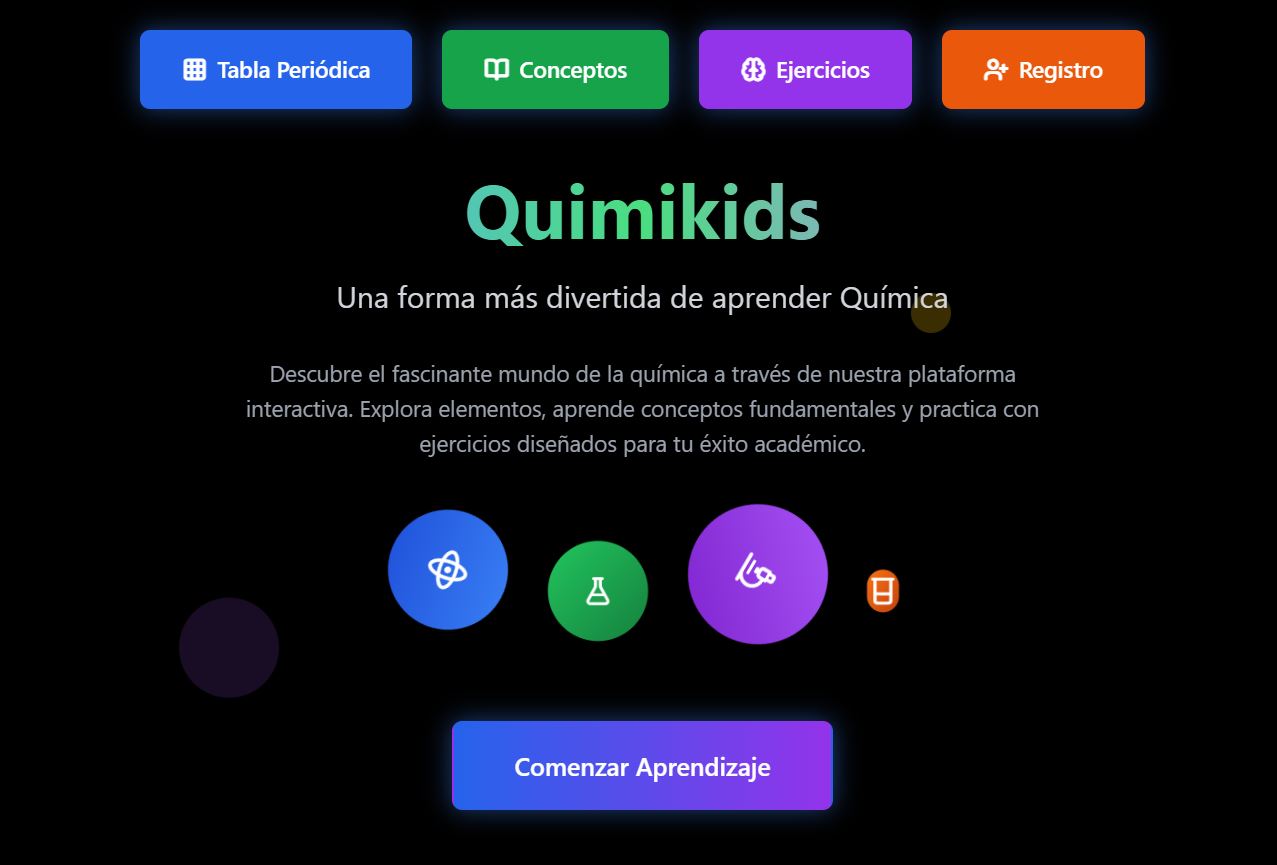 Tabla Periódica
Conceptos
Ejercicios
Registro
Quimikids
Una forma más divertida de aprender Química
Descubre el fascinante mundo de la química a través de nuestra plataforma
interactiva. Explora elementos, aprende conceptos fundamentales y practica con
ejercicios diseñados para tu éxito académico.
Comenzar Aprendizaje